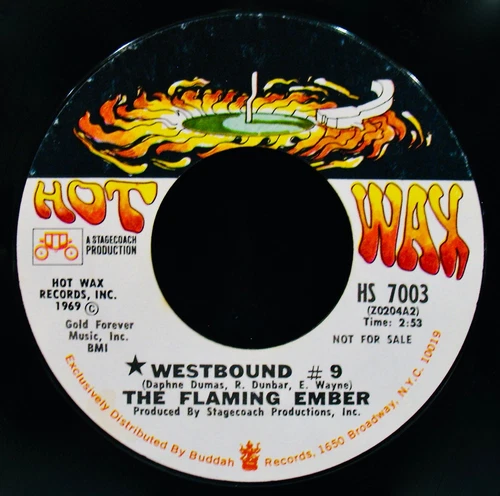 HOT WAX
A STAGECOACH
PRODUCTION
HOT WAX
RECORDS, INC.
1969 ©
Gold Forever
Music, Inc.
BMI
HS 7003
(Z0204A2)
Time: 2:53
NOT FOR SALE
★ WESTBOUND # 9
(Daphne Dumas, R. Dunbar, E. Wayne)
THE FLAMING EMBER
Produced By Stagecoach Productions, Inc.
Exclusively Distributed By Buddah Records, 1650 Broadway, N.Y.C. 10019